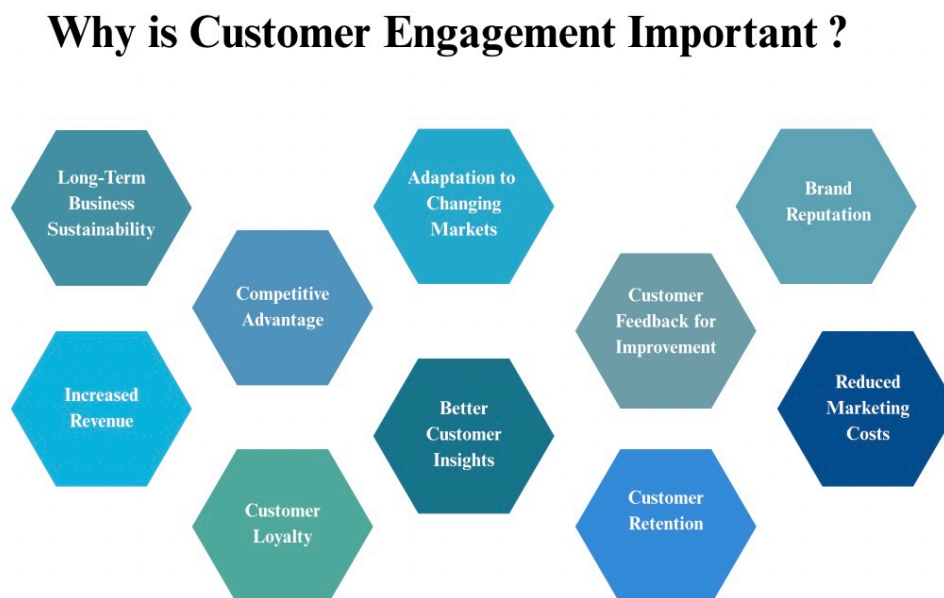 Why is Customer Engagement Important ?
Long-Term
Business
Sustainability
Adaptation to
Changing
Markets
Brand
Reputation
Competitive
Advantage
Customer
Feedback for
Improvement
Increased
Revenue
Better
Customer
Insights
Reduced
Marketing
Costs
Customer
Loyalty
Customer
Retention